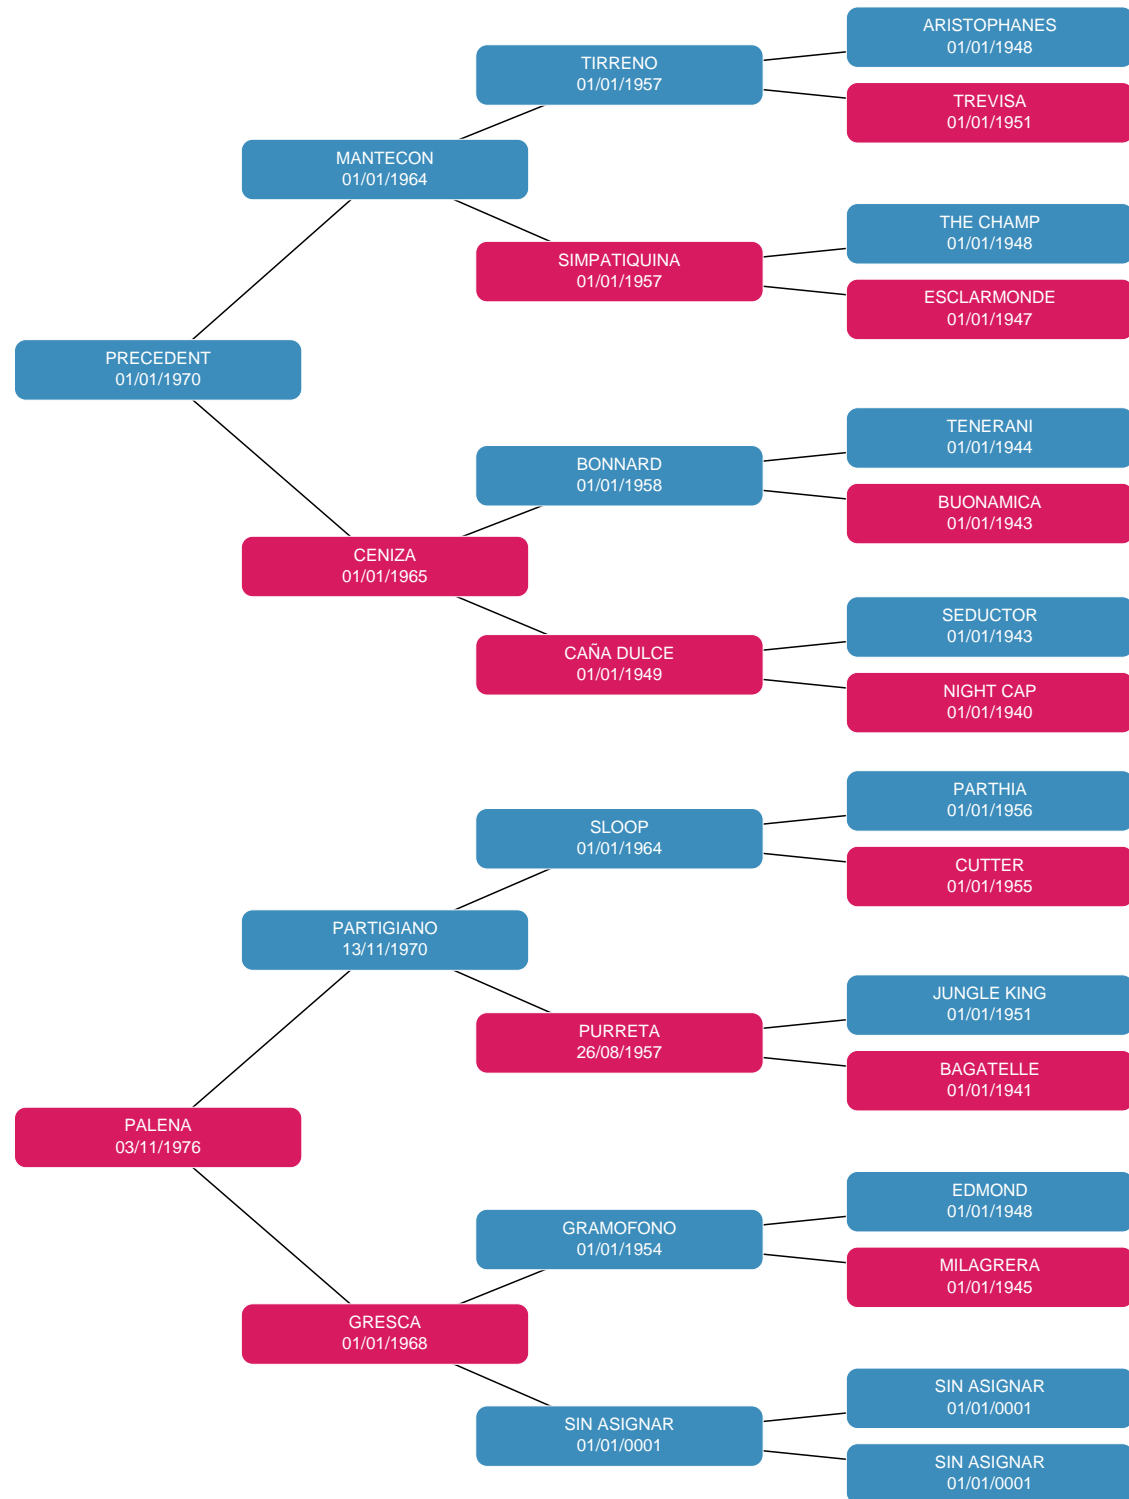 ARISTOPHANES
01/01/1948
TIRRENO
01/01/1957
TREVISA
01/01/1951
MANTECON
01/01/1964
THE CHAMP
01/01/1948
SIMPATIQUINA
01/01/1957
ESCLARMONDE
01/01/1947
PRECEDENT
01/01/1970
TENERANI
01/01/1944
BONNARD
01/01/1958
BUONAMICA
01/01/1943
CENIZA
01/01/1965
SEDUCTOR
01/01/1943
CAÑA DULCE
01/01/1949
NIGHT CAP
01/01/1940
PARTHIA
01/01/1956
SLOOP
01/01/1964
CUTTER
01/01/1955
PARTIGIANO
13/11/1970
JUNGLE KING
01/01/1951
PURRETA
26/08/1957
BAGATELLE
01/01/1941
PALENA
03/11/1976
EDMOND
01/01/1948
GRAMOFONO
01/01/1954
MILAGRERA
01/01/1945
GRESCA
01/01/1968
SIN ASIGNAR
01/01/0001
SIN ASIGNAR
01/01/0001
SIN ASIGNAR
01/01/0001